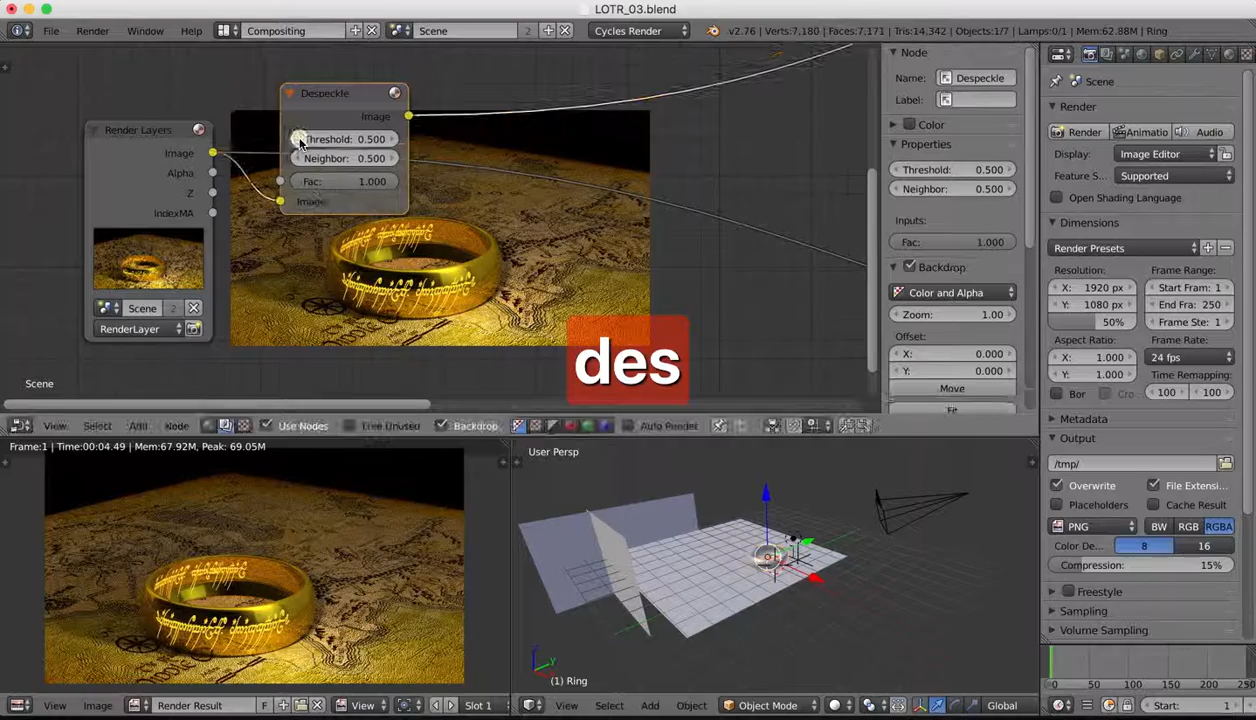 LOTR_03.blend
File Render Window Help Compositing Scene 2 Cycles Render v2.76 | Verts:7,180 | Faces:7,171 | Tris:14,342 | Objects:1/7 | Lamps:0/1 | Mem:62.88M | Ring
Despeckle
Image
Threshold: 0.500
Neighbor: 0.500
Fac: 1.000
Image
Render Layers
Image
Alpha
Z
IndexMA
Scene 2
RenderLayer
des
Scene
Node
Name: Despeckle
Label:
Color
Properties
Threshold: 0.500
Neighbor: 0.500
Inputs:
Fac: 1.000
Backdrop
Color and Alpha
Zoom: 1.00
Offset:
X: 0.000
Y: 0.000
Move
Fit
View Select Add Node Use Nodes Free Unused Backdrop Auto Render
Scene
Render
Render Animatio Audio
Display: Image Editor
Feature S... Supported
Open Shading Language
Dimensions
Render Presets
Resolution: Frame Range:
X: 1920 px Start Fram: 1
Y: 1080 px End Fra: 250
50% Frame Ste: 1
Aspect Ratio: Frame Rate:
X: 1.000 24 fps
Y: 1.000 Time Remapping:
Bor Cro 100 100
Metadata
Output
/tmp/
Overwrite File Extensi...
Placeholders Cache Result
PNG BW RGB RGBA
Color De... 8 16
Compression: 15%
Freestyle
Sampling
Volume Sampling
0 50 100 150 200 250
Start: 1
Frame:1 | Time:00:04.49 | Mem:67.92M, Peak: 69.05M
View Image Render Result F View Slot 1
User Persp
(1) Ring
View Select Add Object Object Mode Global